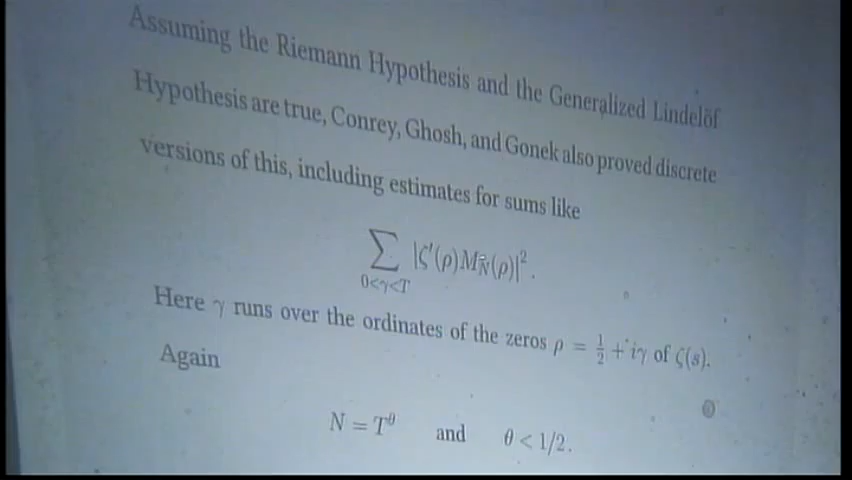 Assuming the Riemann Hypothesis and the Generalized Lindelöf
Hypothesis are true, Conrey, Ghosh, and Gonek also proved discrete
versions of this, including estimates for sums like
∑_{0<γ<T} |ζ′(ρ)M_N(ρ)|².
Here γ runs over the ordinates of the zeros ρ = 1/2 + iγ of ζ(s).
Again
N = T^θ and θ < 1/2.